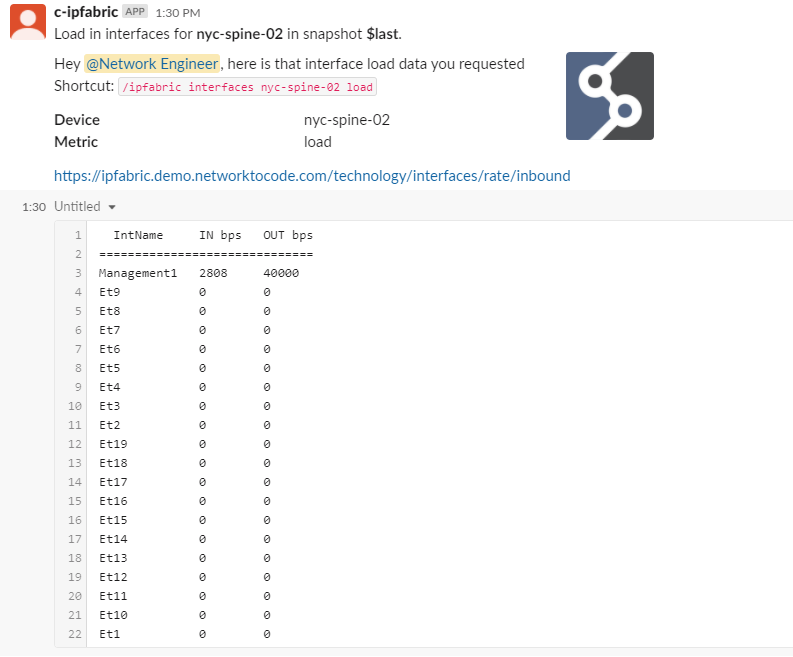 c-ipfabric APP 1:30 PM
Load in interfaces for nyc-spine-02 in snapshot $last.
Hey @Network Engineer, here is that interface load data you requested
Shortcut: /ipfabric interfaces nyc-spine-02 load
Device nyc-spine-02
Metric load
https://ipfabric.demo.networktocode.com/technology/interfaces/rate/inbound
1:30 Untitled
1 IntName IN bps OUT bps
2 ==============================
3 Management1 2808 40000
4 Et9 0 0
5 Et8 0 0
6 Et7 0 0
7 Et6 0 0
8 Et5 0 0
9 Et4 0 0
10 Et3 0 0
11 Et2 0 0
12 Et19 0 0
13 Et18 0 0
14 Et17 0 0
15 Et16 0 0
16 Et15 0 0
17 Et14 0 0
18 Et13 0 0
19 Et12 0 0
20 Et11 0 0
21 Et10 0 0
22 Et1 0 0